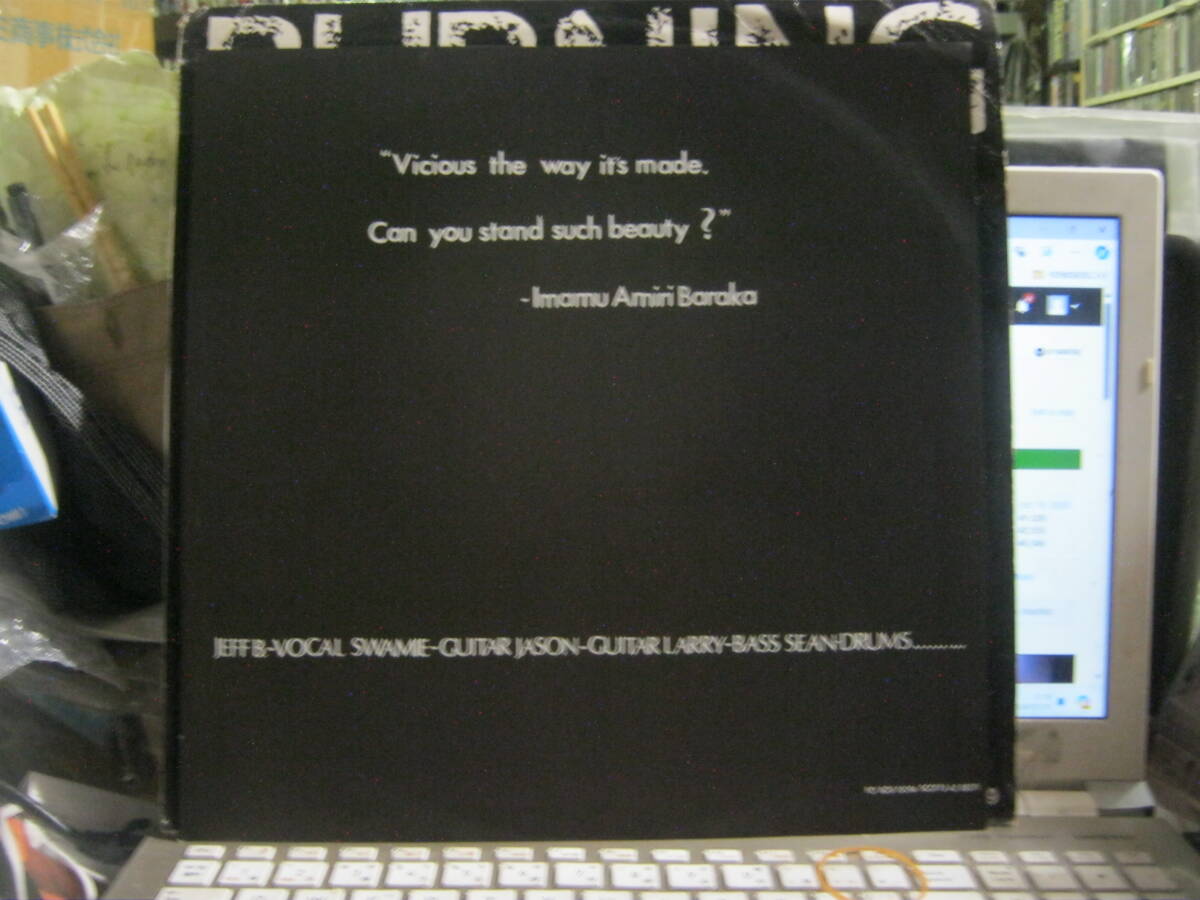 BURNING
"Vicious the way it's made.
Can you stand such beauty ?"
~Imamu Amiri Baraka
JEFF B.-VOCAL SWAMIE-GUITAR JASON-GUITAR LARRY-BASS SEAN-DRUMS.........